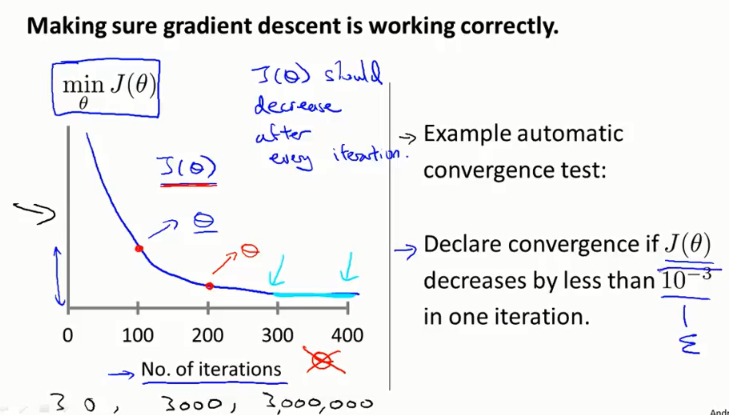 Making sure gradient descent is working correctly.
min J(θ)
θ
J(θ) should
decrease
after
every iteration.
J(θ)
θ
θ
0 100 200 300 400
No. of iterations
θ
30, 3000, 3,000,000
Example automatic
convergence test:
Declare convergence if J(θ)
decreases by less than 10⁻³
in one iteration.
ε
Andr